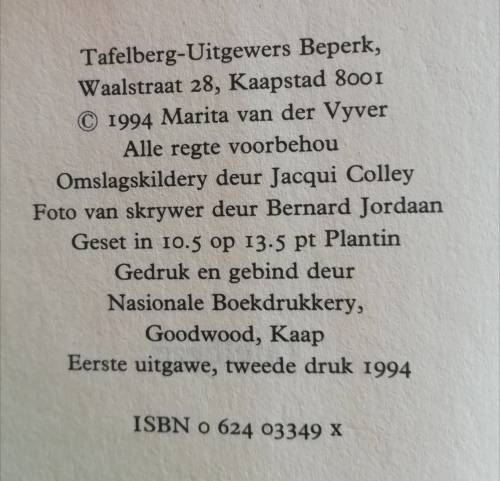 Tafelberg-Uitgewers Beperk,
Waalstraat 28, Kaapstad 8001
© 1994 Marita van der Vyver
Alle regte voorbehou
Omslagskildery deur Jacqui Colley
Foto van skrywer deur Bernard Jordaan
Geset in 10.5 op 13.5 pt Plantin
Gedruk en gebind deur
Nasionale Boekdrukkery,
Goodwood, Kaap
Eerste uitgawe, tweede druk 1994
ISBN 0 624 03349 x